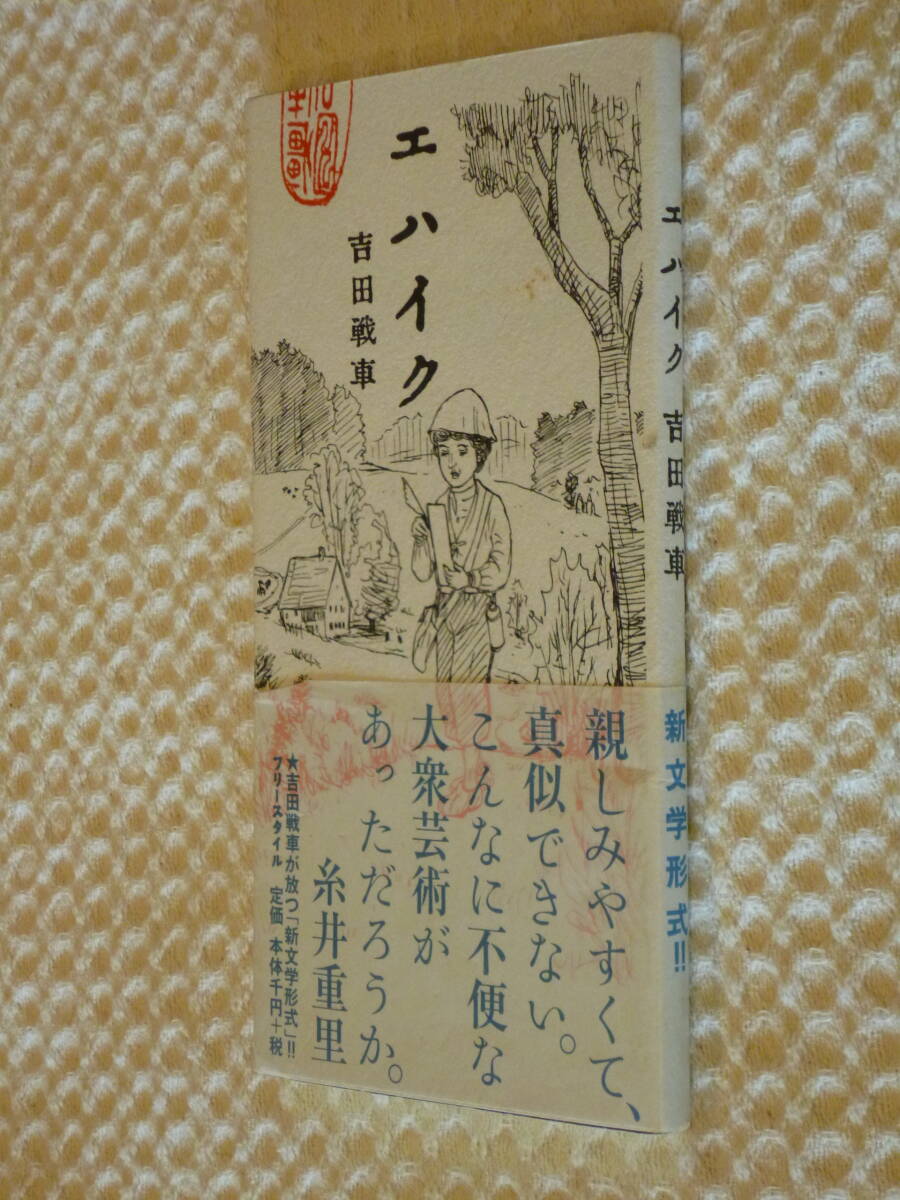 エハイク
吉田戦車
エハイク 吉田戦車
新文学形式!!
親しみやすくて、
真似できない。
こんなに不便な
大衆芸術が
あっただろうか。
糸井重里
★吉田戦車が放つ「新文学形式」!!
フリースタイル 定価 本体千円+税